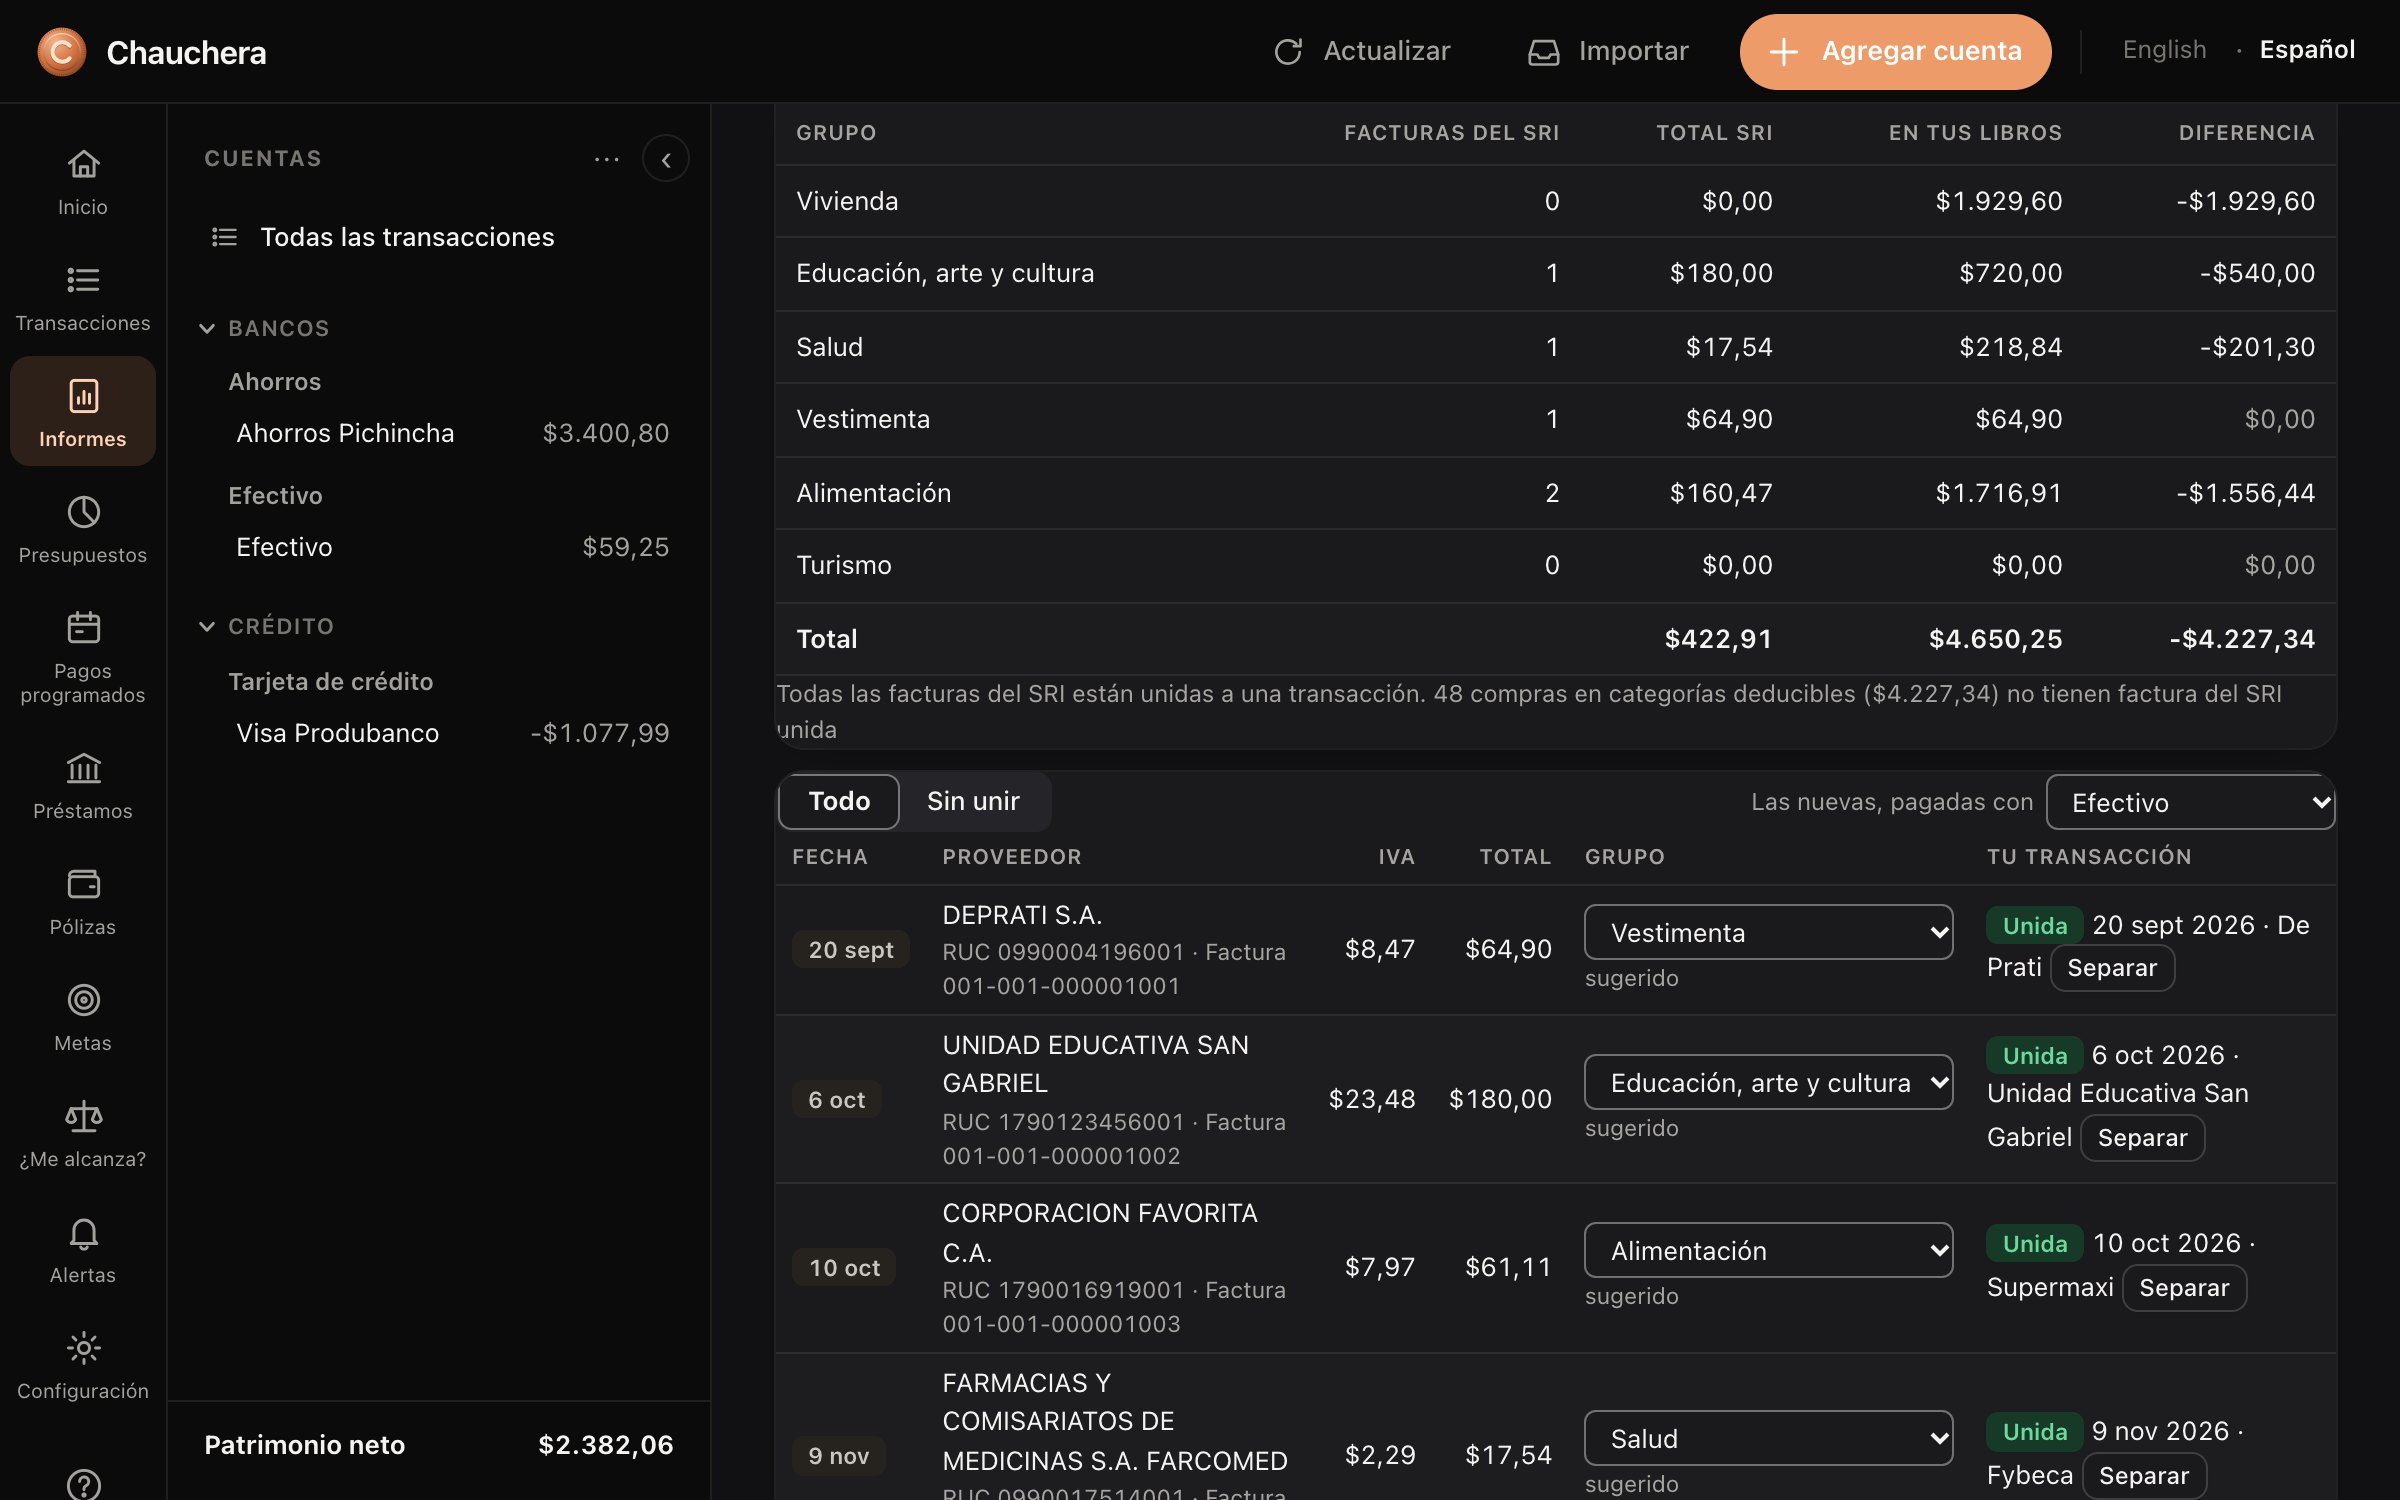 Chauchera
Actualizar
Importar
Agregar cuenta
English · Español
Inicio
Transacciones
Informes
Presupuestos
Pagos
programados
Préstamos
Pólizas
Metas
¿Me alcanza?
Alertas
Configuración
CUENTAS
Todas las transacciones
BANCOS
Ahorros
Ahorros Pichincha $3.400,80
Efectivo
Efectivo $59,25
CRÉDITO
Tarjeta de crédito
Visa Produbanco -$1.077,99
Patrimonio neto $2.382,06
GRUPO FACTURAS DEL SRI TOTAL SRI EN TUS LIBROS DIFERENCIA
Vivienda 0 $0,00 $1.929,60 -$1.929,60
Educación, arte y cultura 1 $180,00 $720,00 -$540,00
Salud 1 $17,54 $218,84 -$201,30
Vestimenta 1 $64,90 $64,90 $0,00
Alimentación 2 $160,47 $1.716,91 -$1.556,44
Turismo 0 $0,00 $0,00 $0,00
Total $422,91 $4.650,25 -$4.227,34
Todas las facturas del SRI están unidas a una transacción. 48 compras en categorías deducibles ($4.227,34) no tienen factura del SRI
unida
Todo Sin unir Las nuevas, pagadas con Efectivo
FECHA PROVEEDOR IVA TOTAL GRUPO TU TRANSACCIÓN
20 sept
DEPRATI S.A.
RUC 0990004196001 · Factura
001-001-000001001
$8,47 $64,90
Vestimenta
sugerido
Unida 20 sept 2026 · De
Prati Separar
6 oct
UNIDAD EDUCATIVA SAN
GABRIEL
RUC 1790123456001 · Factura
001-001-000001002
$23,48 $180,00
Educación, arte y cultura
sugerido
Unida 6 oct 2026 ·
Unidad Educativa San
Gabriel Separar
10 oct
CORPORACION FAVORITA
C.A.
RUC 1790016919001 · Factura
001-001-000001003
$7,97 $61,11
Alimentación
sugerido
Unida 10 oct 2026 ·
Supermaxi Separar
9 nov
FARMACIAS Y
COMISARIATOS DE
MEDICINAS S.A. FARCOMED
RUC 0990017514001 · Factura
$2,29 $17,54
Salud
sugerido
Unida 9 nov 2026 ·
Fybeca Separar